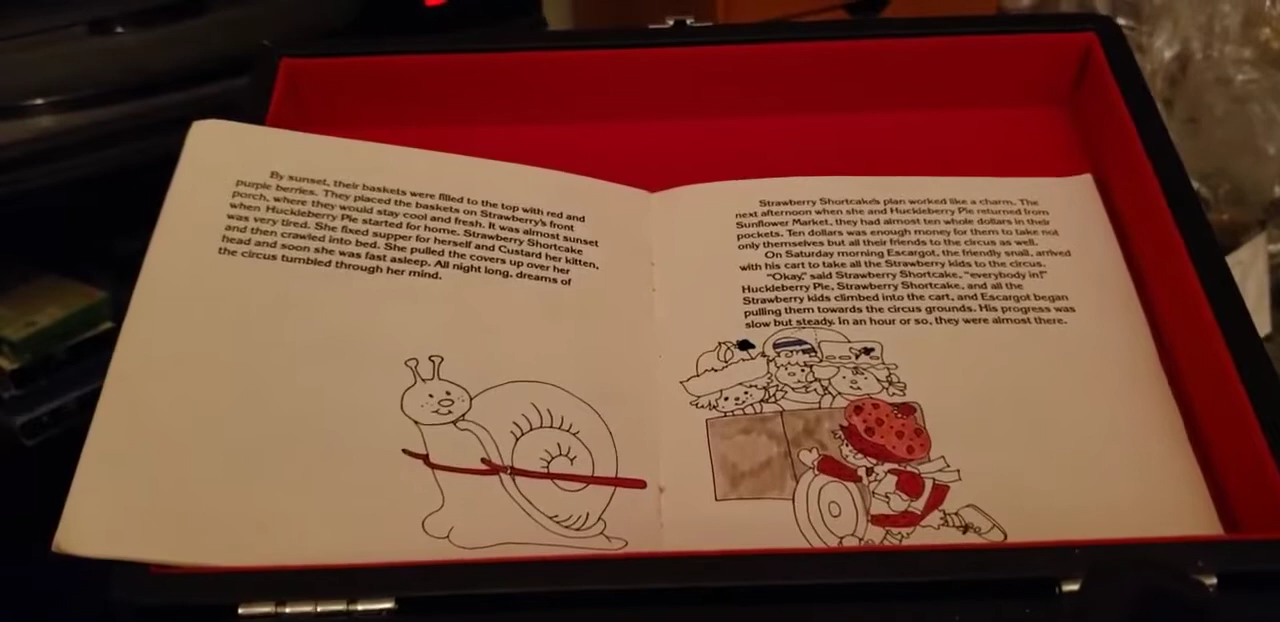 By sunset, their baskets were filled to the top with red and
purple berries. They placed the baskets on Strawberry's front
porch, where they would stay cool and fresh. It was almost sunset
when Huckleberry Pie started for home. Strawberry Shortcake
was very tired. She fixed supper for herself and Custard her kitten,
and then crawled into bed. She pulled the covers up over her
head and soon she was fast asleep. All night long, dreams of
the circus tumbled through her mind.
Strawberry Shortcake's plan worked like a charm. The
next afternoon when she and Huckleberry Pie returned from
Sunflower Market, they had almost ten whole dollars in their
pockets. Ten dollars was enough money for them to take not
only themselves but all their friends to the circus as well.
On Saturday morning Escargot, the friendly snail, arrived
with his cart to take all the Strawberry kids to the circus.
"Okay," said Strawberry Shortcake, "everybody in!"
Huckleberry Pie, Strawberry Shortcake, and all the
Strawberry kids climbed into the cart, and Escargot began
pulling them towards the circus grounds. His progress was
slow but steady. In an hour or so, they were almost there.